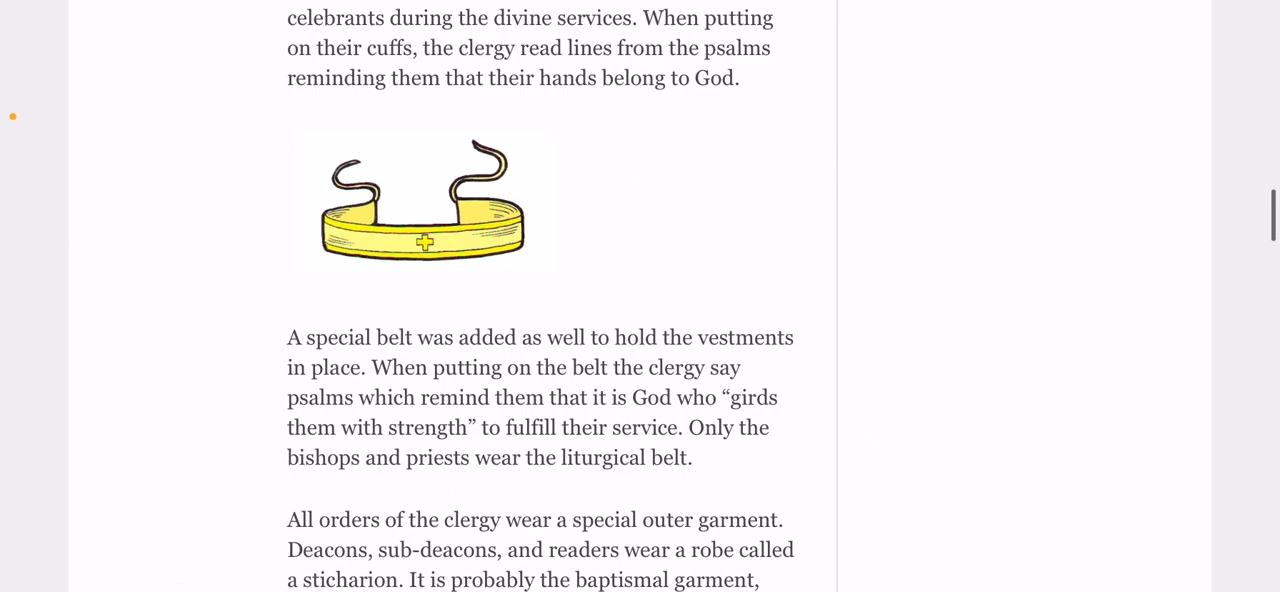 celebrants during the divine services. When putting
on their cuffs, the clergy read lines from the psalms
reminding them that their hands belong to God.
A special belt was added as well to hold the vestments
in place. When putting on the belt the clergy say
psalms which remind them that it is God who “girds
them with strength” to fulfill their service. Only the
bishops and priests wear the liturgical belt.
All orders of the clergy wear a special outer garment.
Deacons, sub-deacons, and readers wear a robe called
a sticharion. It is probably the baptismal garment,